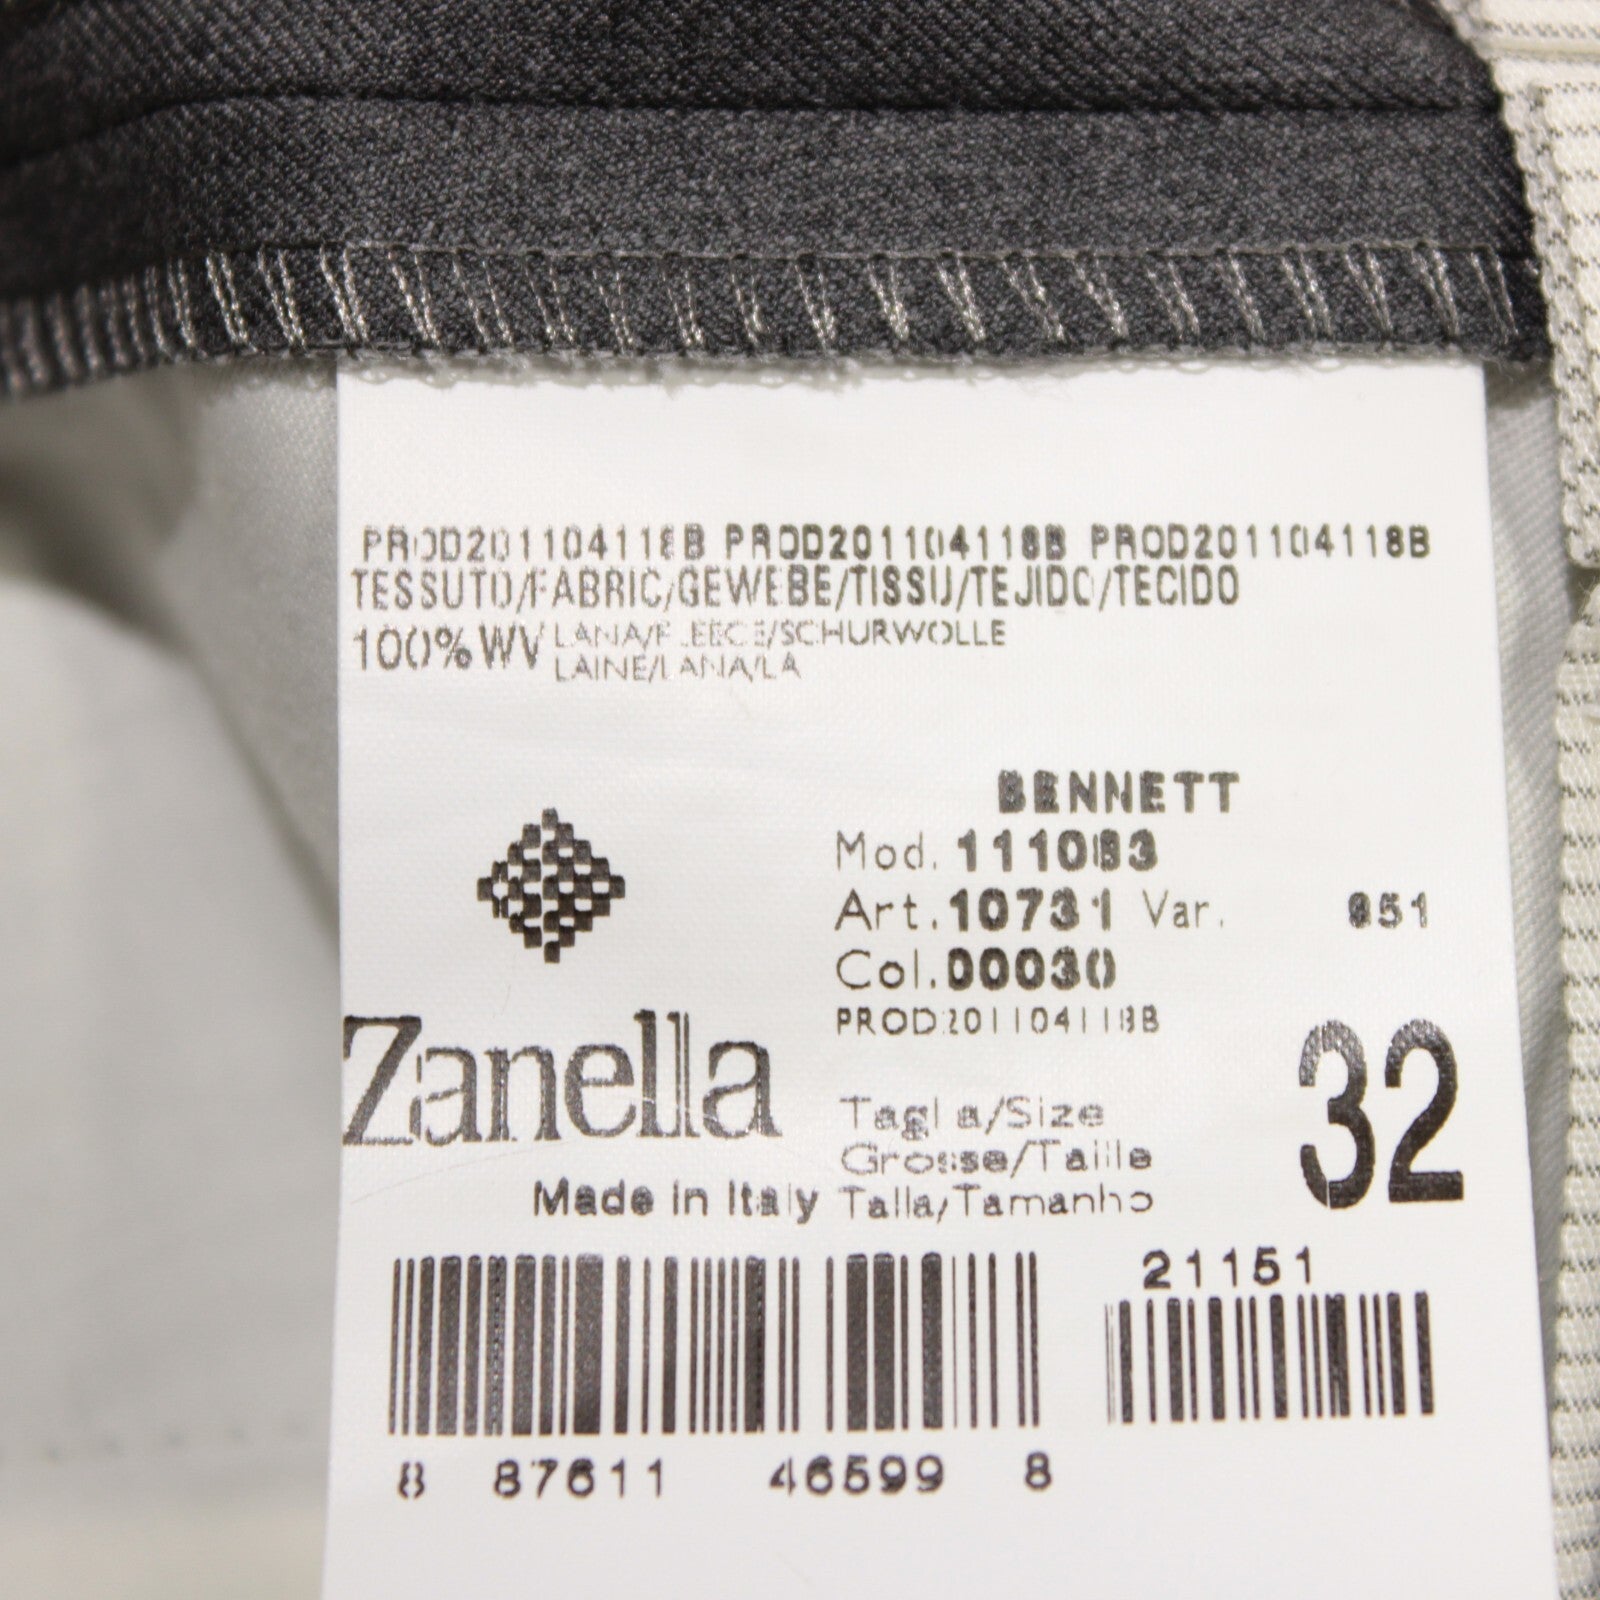 PROD201104118B PROD201104118B PROD201104118B
TESSUTO/FABRIC/GEWEBE/TISSU/TEJIDO/TECIDO
100%WV LANA/FLEECE/SCHURWOLLE
LAINE/LANA/LA
BENNETT
Mod. 111083
Art. 10731 Var. 851
Col. 00030
PROD201104118B
Zanella
Taglia/Size
Grosse/Taille
Made in Italy Talla/Tamanho
32
21151
8 87611 46599 8